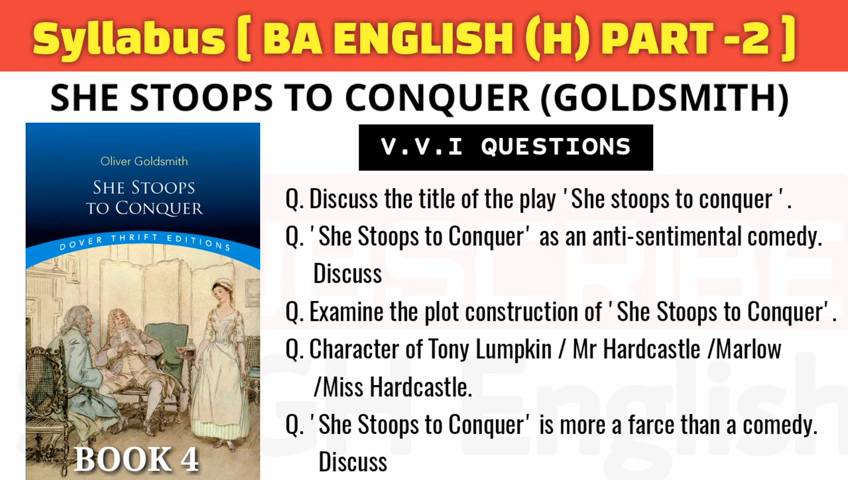 Syllabus [ BA ENGLISH (H) PART -2 ]
SHE STOOPS TO CONQUER (GOLDSMITH)
V.V.I QUESTIONS
Oliver Goldsmith
SHE STOOPS
TO CONQUER
DOVER THRIFT EDITIONS
BOOK 4
Q. Discuss the title of the play 'She stoops to conquer '.
Q. 'She Stoops to Conquer' as an anti-sentimental comedy.
Discuss
Q. Examine the plot construction of 'She Stoops to Conquer'.
Q. Character of Tony Lumpkin / Mr Hardcastle /Marlow
/Miss Hardcastle.
Q. 'She Stoops to Conquer' is more a farce than a comedy.
Discuss